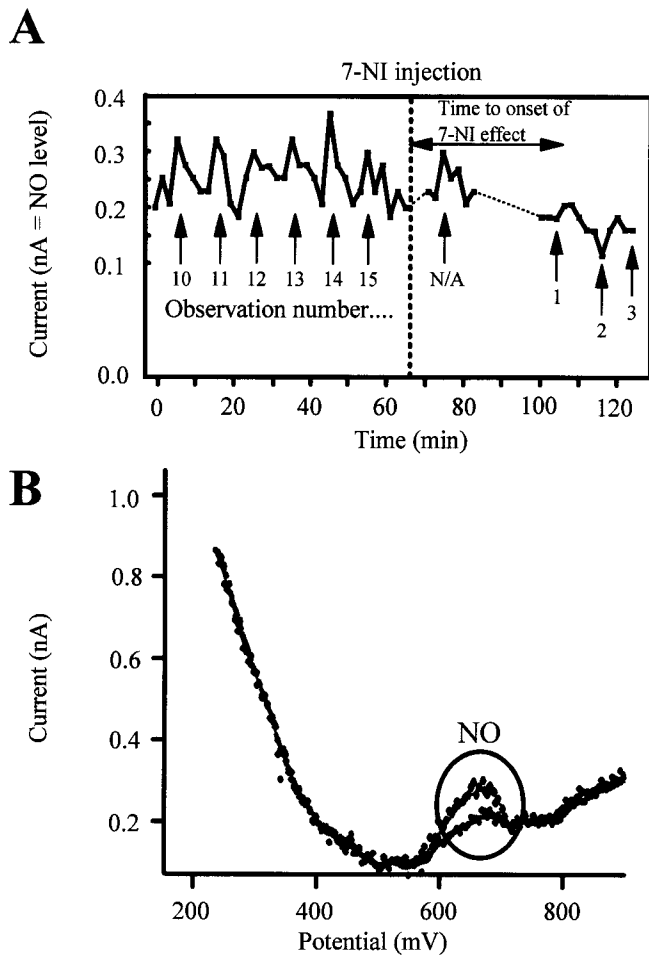 A
7-NI injection
Time to onset of
7-NI effect
0.4
0.3
0.2
0.1
0.0
Current (nA = NO level)
10 11 12 13 14 15 N/A 1 2 3
Observation number....
0 20 40 60 80 100 120
Time (min)
B
1.0
0.8
0.6
0.4
0.2
Current (nA)
NO
200 400 600 800
Potential (mV)